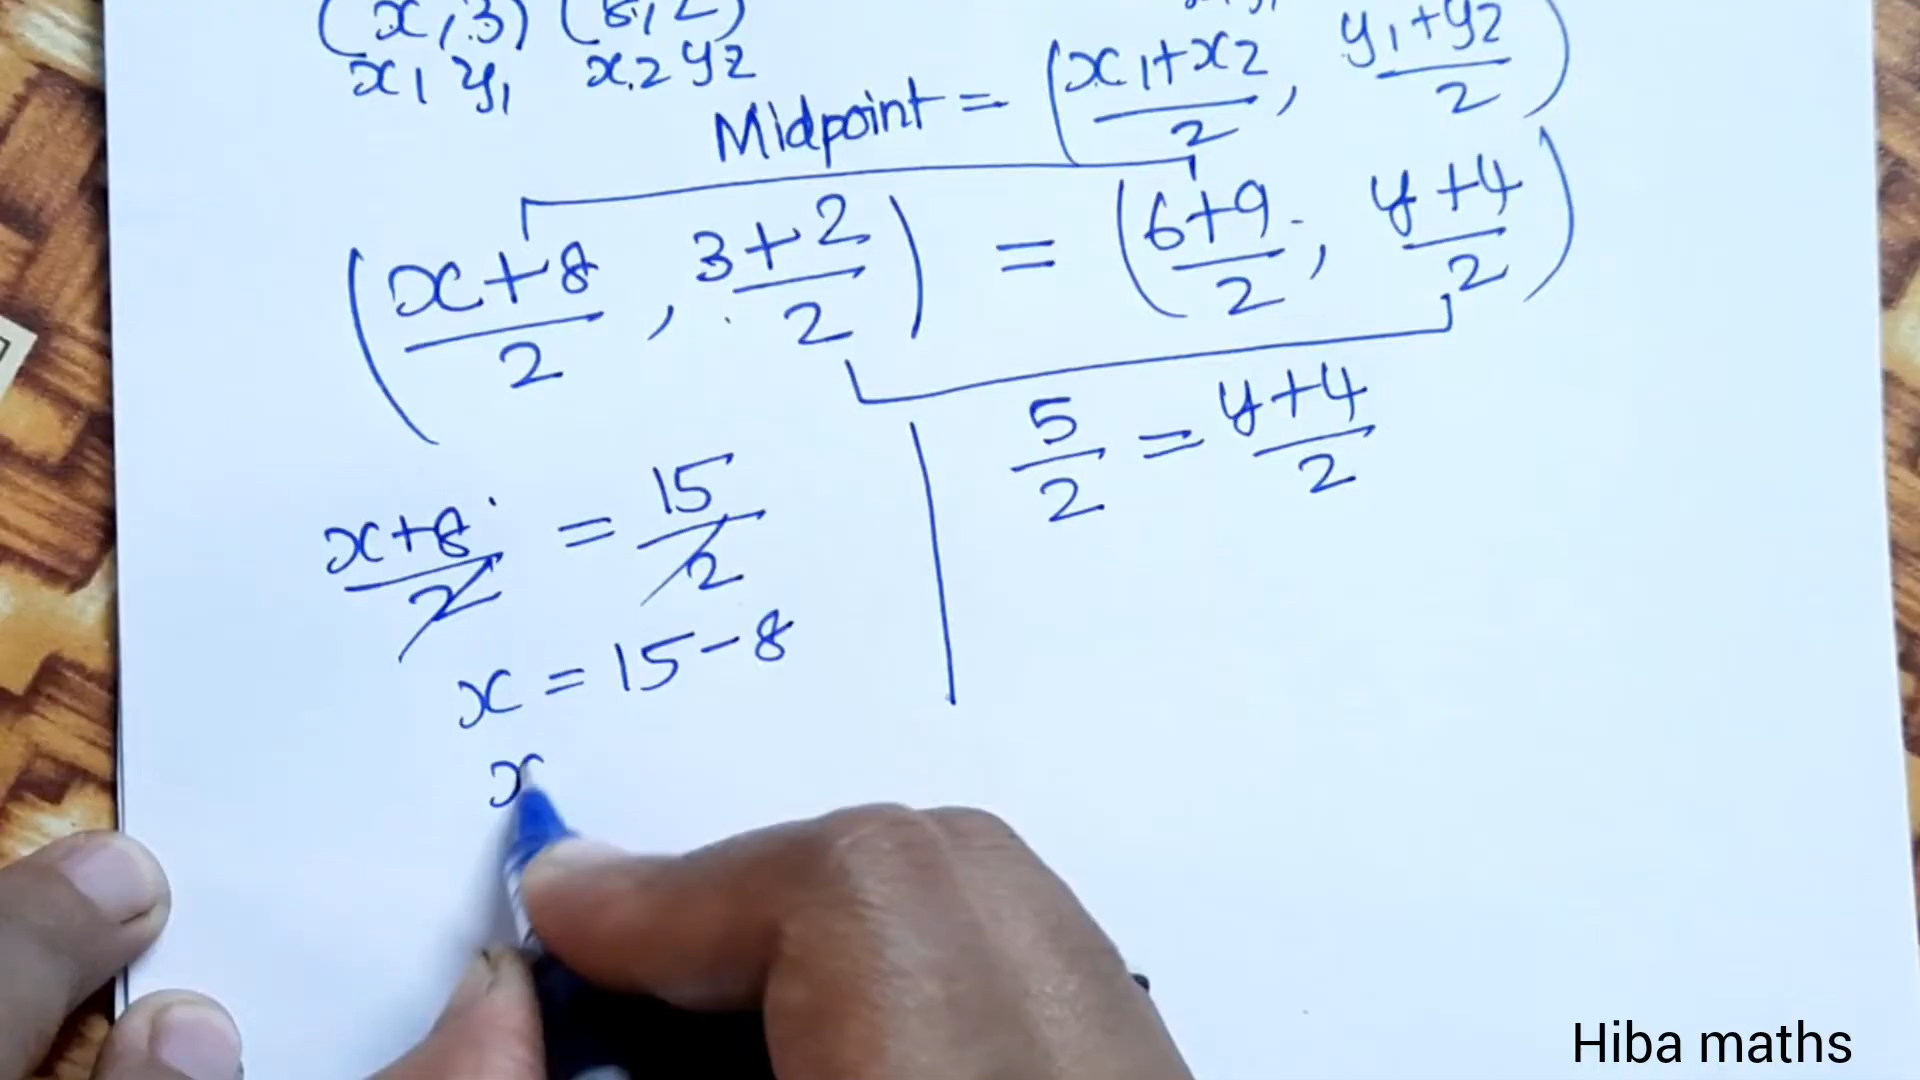 (x, 3) (8, 2)
x1 y1 x2 y2
Midpoint = (x1+x2/2, y1+y2/2)
(x+8/2, 3+2/2) = (6+9/2, y+4/2)
5/2 = y+4/2
x+8/2 = 15/2
x = 15-8
x
Hiba maths